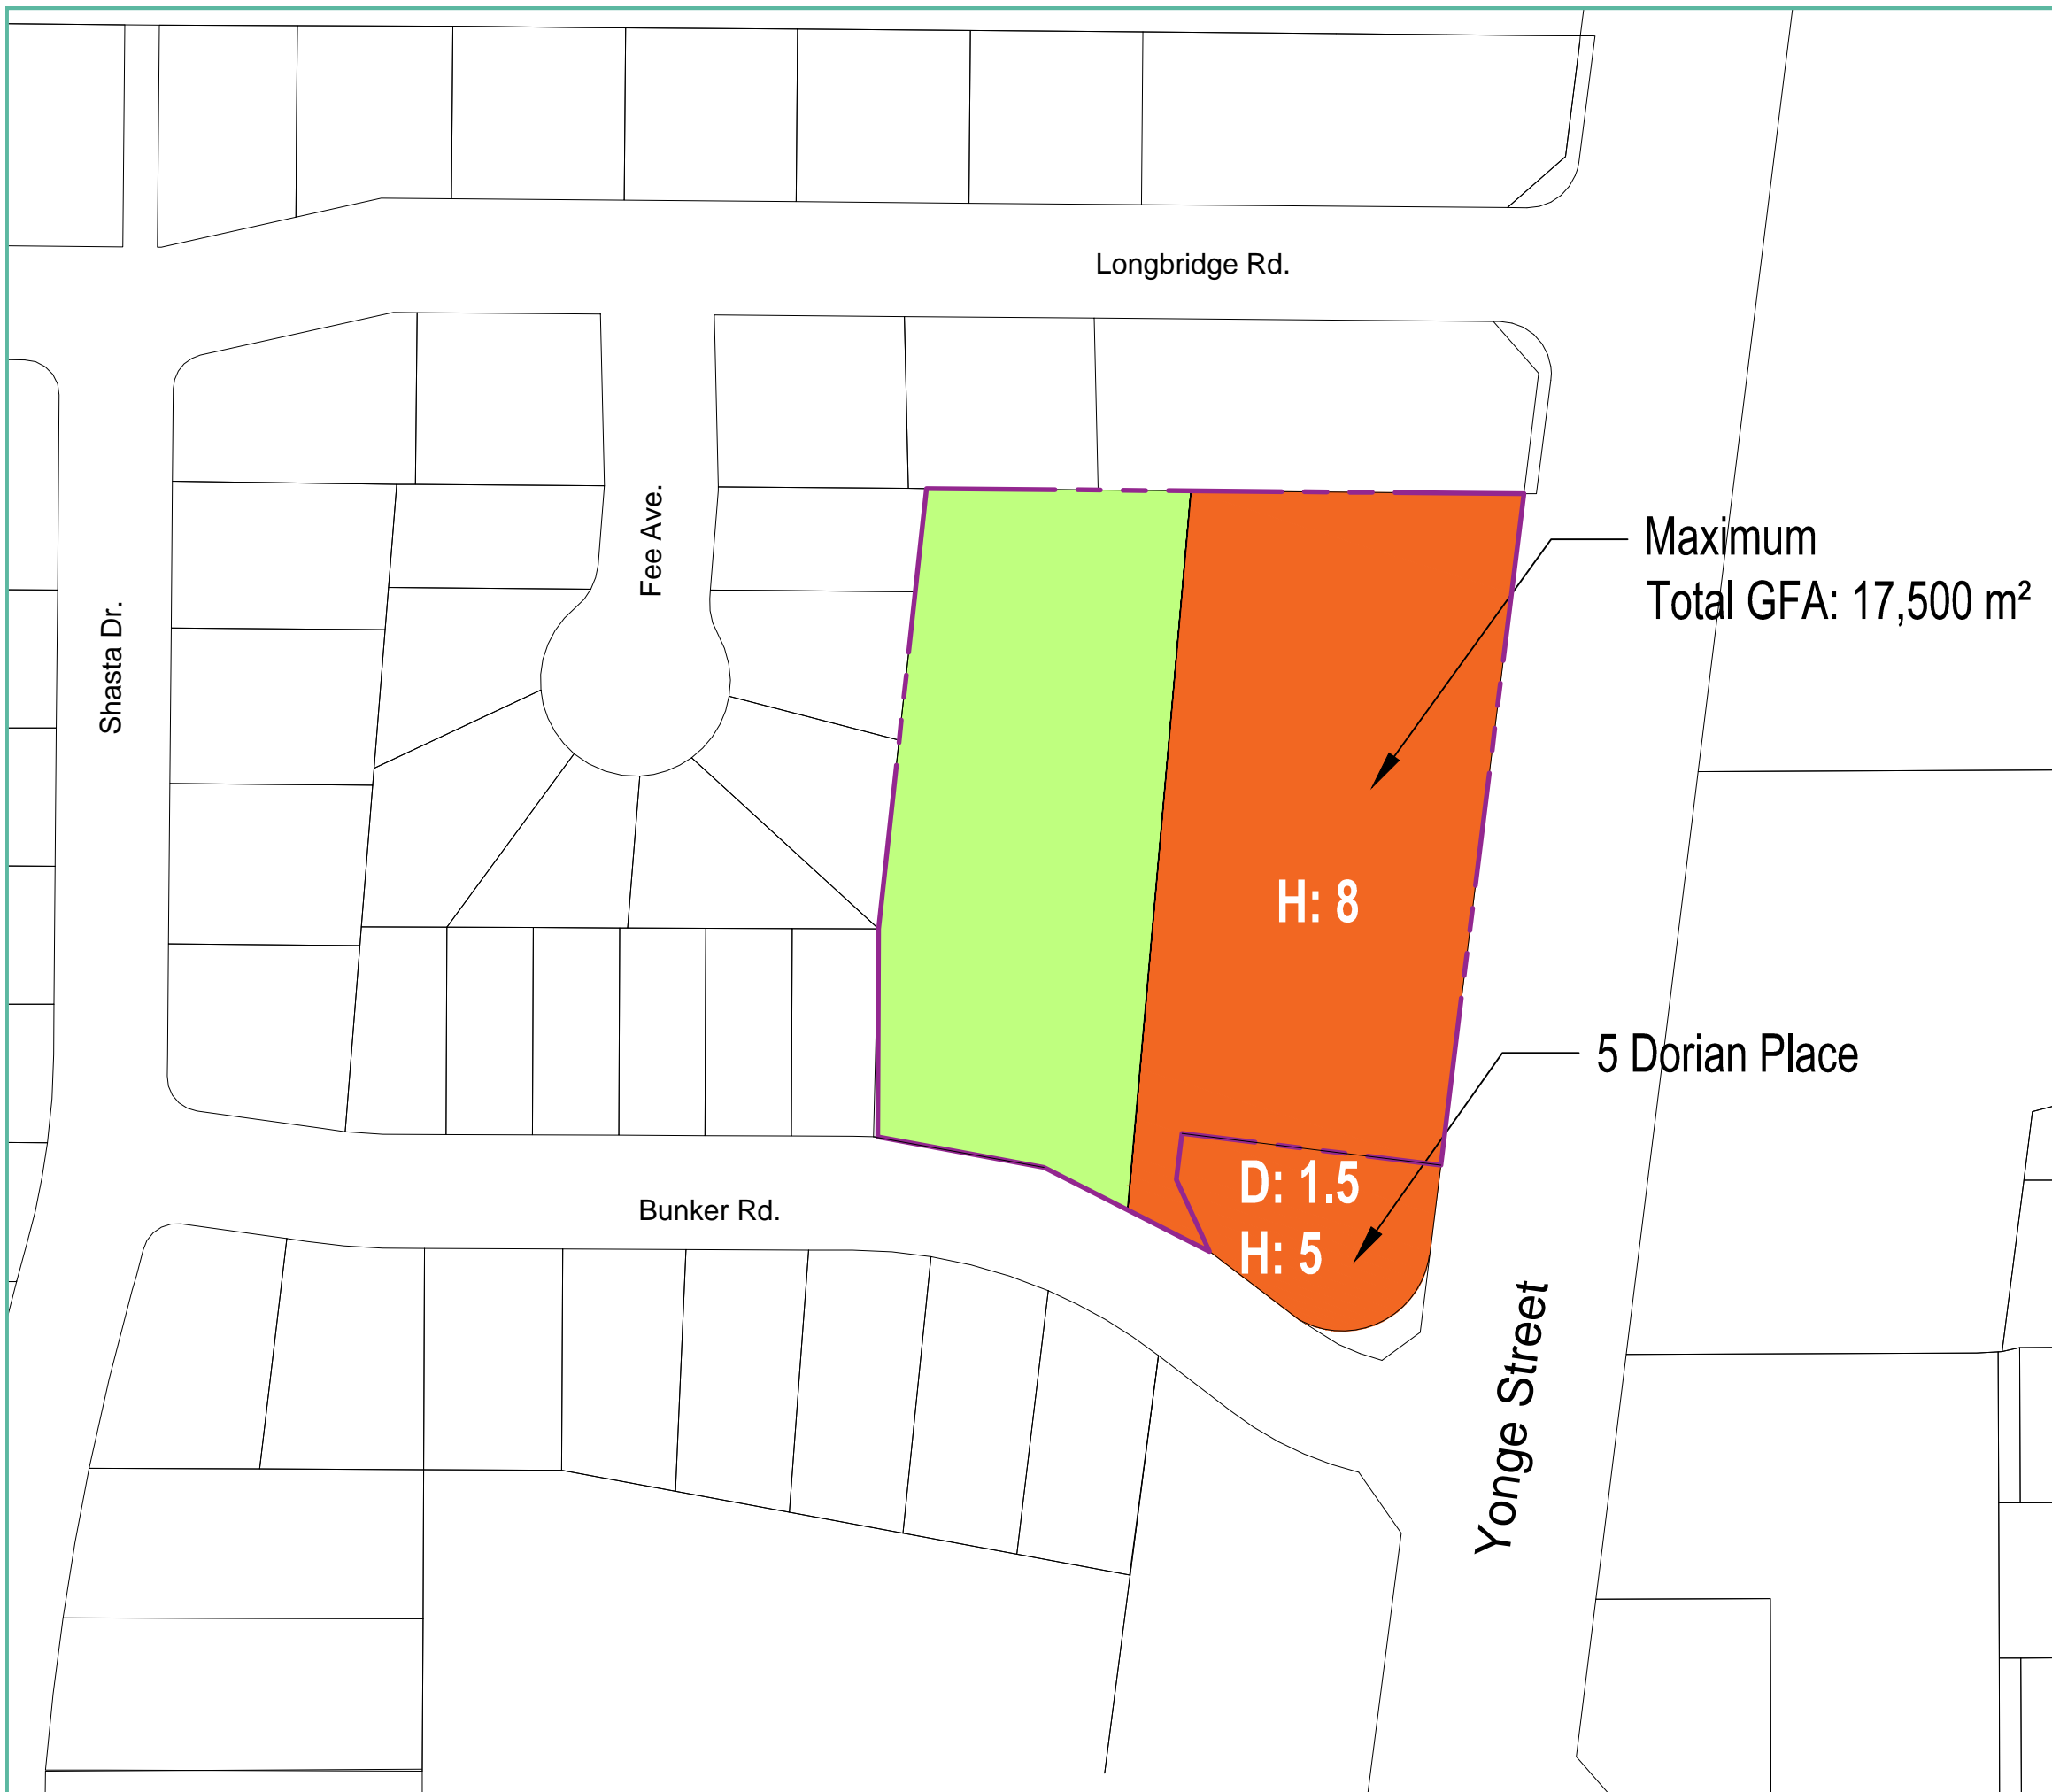 Longbridge Rd.
Fee Ave.
Maximum
Total GFA: 17,500 m²
Shasta Dr.
H: 8
5 Dorian Place
D: 1.5
H: 5
Bunker Rd.
Yonge Street